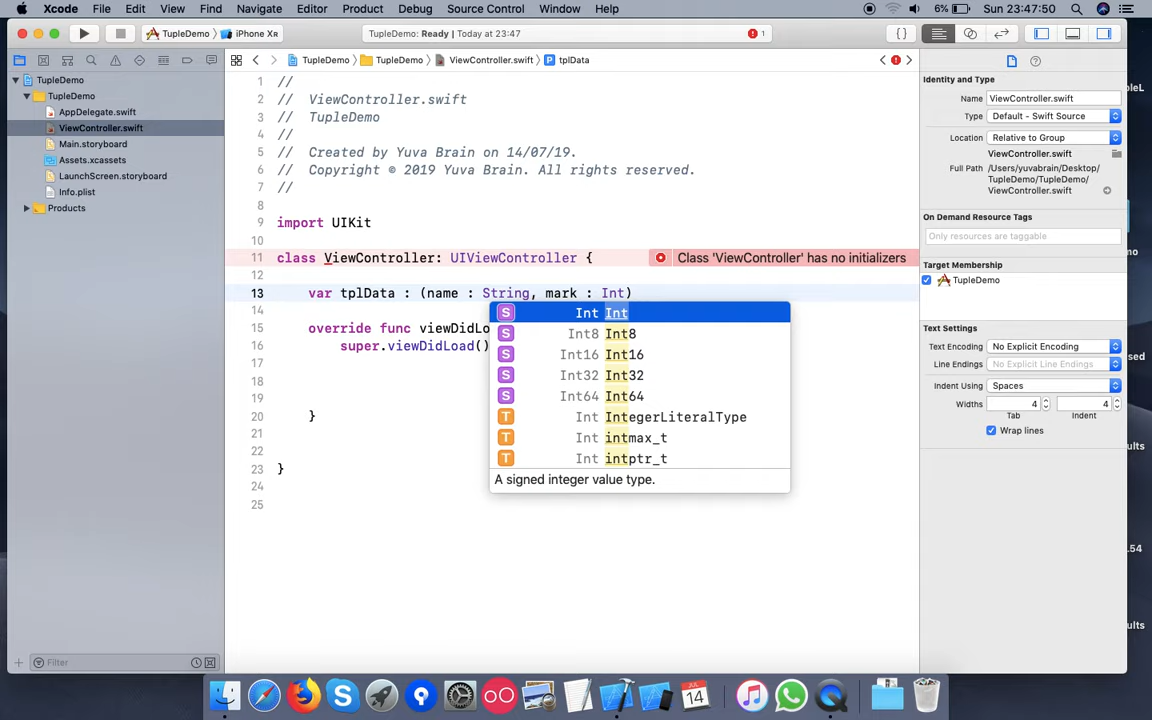 Xcode File Edit View Find Navigate Editor Product Debug Source Control Window Help 6% Sun 23:47:50
TupleDemo iPhone XR TupleDemo: Ready | Today at 23:47 1
TupleDemo TupleDemo ViewController.swift tplData
TupleDemo
TupleDemo
AppDelegate.swift
ViewController.swift
Main.storyboard
Assets.xcassets
LaunchScreen.storyboard
Info.plist
Products
Filter
1 //
2 // ViewController.swift
3 // TupleDemo
4 //
5 // Created by Yuva Brain on 14/07/19.
6 // Copyright © 2019 Yuva Brain. All rights reserved.
7 //
8
9 import UIKit
10
11 class ViewController: UIViewController { Class 'ViewController' has no initializers
12
13 var tplData : (name : String, mark : Int)
14
15 override func viewDidLo
16 super.viewDidLoad()
17
18
19
20 }
21
22
23 }
24
25
Int Int
Int8 Int8
Int16 Int16
Int32 Int32
Int64 Int64
Int IntegerLiteralType
Int intmax_t
Int intptr_t
A signed integer value type.
Identity and Type
Name ViewController.swift
Type Default - Swift Source
Location Relative to Group
ViewController.swift
Full Path /Users/yuvabrain/Desktop/
TupleDemo/TupleDemo/
ViewController.swift
On Demand Resource Tags
Only resources are taggable
Target Membership
TupleDemo
Text Settings
Text Encoding No Explicit Encoding
Line Endings No Explicit Line Endings
Indent Using Spaces
Widths 4 4
Tab Indent
Wrap lines
14